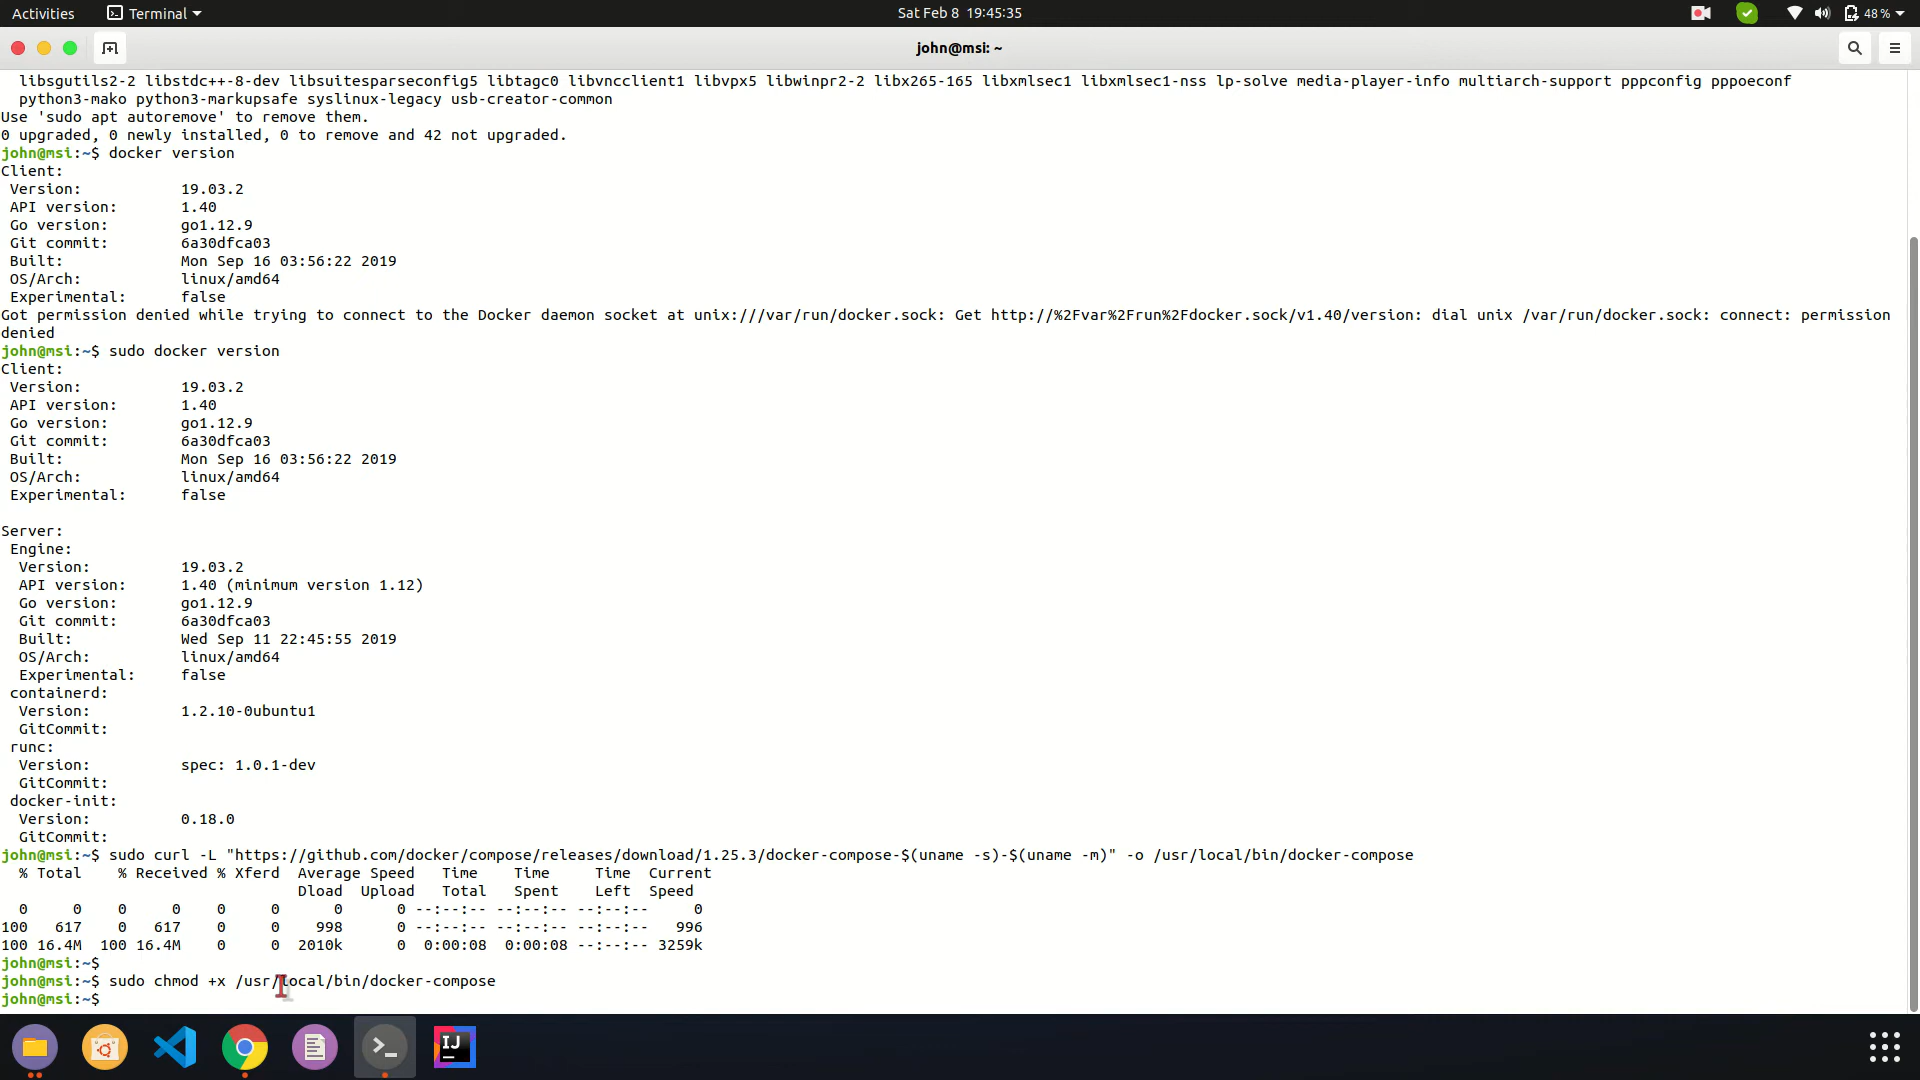 Activities Terminal Sat Feb 8 19:45:35 48 %
john@msi: ~
libsgutils2-2 libstdc++-8-dev libsuitesparseconfig5 libtagc0 libvncclient1 libvpx5 libwinpr2-2 libx265-165 libxmlsec1 libxmlsec1-nss lp-solve media-player-info multiarch-support pppconfig pppoeconf
python3-mako python3-markupsafe syslinux-legacy usb-creator-common
Use 'sudo apt autoremove' to remove them.
0 upgraded, 0 newly installed, 0 to remove and 42 not upgraded.
john@msi:~$ docker version
Client:
 Version:           19.03.2
 API version:       1.40
 Go version:        go1.12.9
 Git commit:        6a30dfca03
 Built:             Mon Sep 16 03:56:22 2019
 OS/Arch:           linux/amd64
 Experimental:      false
Got permission denied while trying to connect to the Docker daemon socket at unix:///var/run/docker.sock: Get http://%2Fvar%2Frun%2Fdocker.sock/v1.40/version: dial unix /var/run/docker.sock: connect: permission
denied
john@msi:~$ sudo docker version
Client:
 Version:           19.03.2
 API version:       1.40
 Go version:        go1.12.9
 Git commit:        6a30dfca03
 Built:             Mon Sep 16 03:56:22 2019
 OS/Arch:           linux/amd64
 Experimental:      false
Server:
 Engine:
  Version:          19.03.2
  API version:      1.40 (minimum version 1.12)
  Go version:       go1.12.9
  Git commit:       6a30dfca03
  Built:            Wed Sep 11 22:45:55 2019
  OS/Arch:          linux/amd64
  Experimental:     false
 containerd:
  Version:          1.2.10-0ubuntu1
  GitCommit:
 runc:
  Version:          spec: 1.0.1-dev
  GitCommit:
 docker-init:
  Version:          0.18.0
  GitCommit:
john@msi:~$ sudo curl -L "https://github.com/docker/compose/releases/download/1.25.3/docker-compose-$(uname -s)-$(uname -m)" -o /usr/local/bin/docker-compose
  % Total    % Received % Xferd  Average Speed   Time    Time     Time  Current
                                 Dload  Upload   Total   Spent    Left  Speed
  0     0    0     0    0     0      0      0 --:--:-- --:--:-- --:--:--     0
100   617    0   617    0     0    998      0 --:--:-- --:--:-- --:--:--   996
100 16.4M  100 16.4M    0     0  2010k      0  0:00:08  0:00:08 --:--:-- 3259k
john@msi:~$
john@msi:~$ sudo chmod +x /usr/local/bin/docker-compose
john@msi:~$
IJ